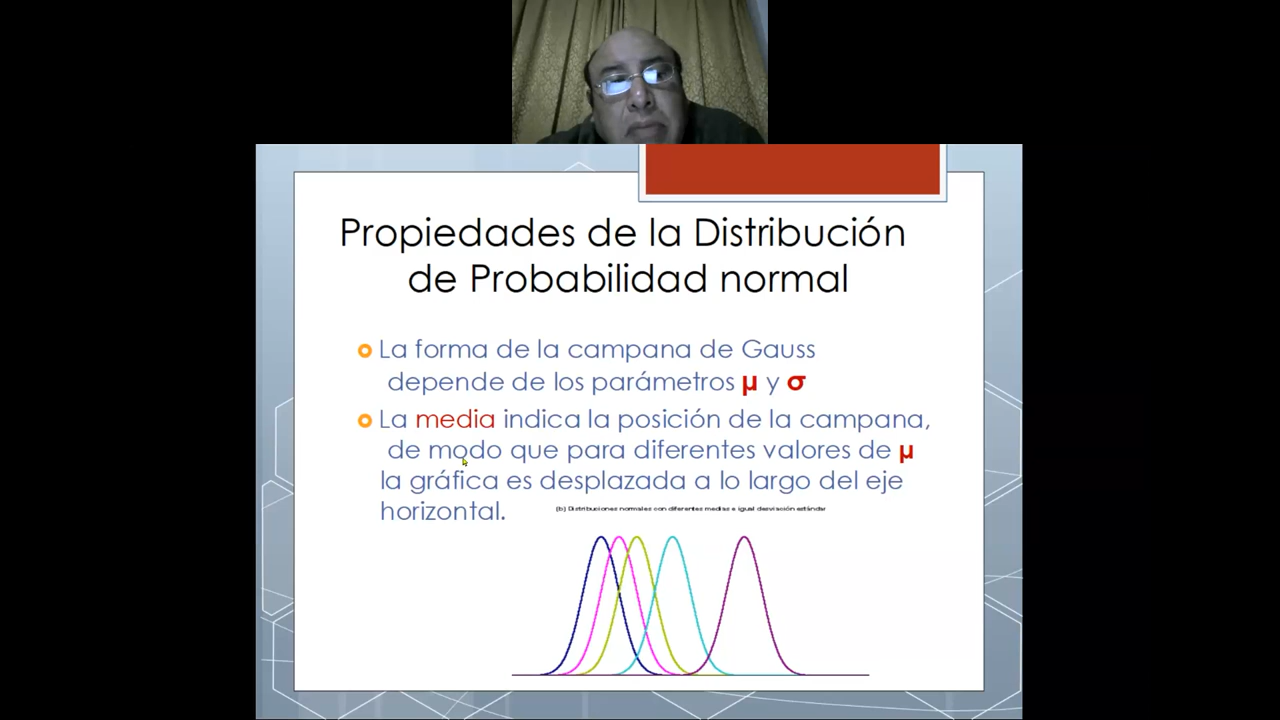 Propiedades de la Distribución
de Probabilidad normal
La forma de la campana de Gauss
depende de los parámetros μ y σ
La media indica la posición de la campana,
de modo que para diferentes valores de μ
la gráfica es desplazada a lo largo del eje
horizontal.
(b) Distribuciones normales con diferentes medias e igual desviación estándar